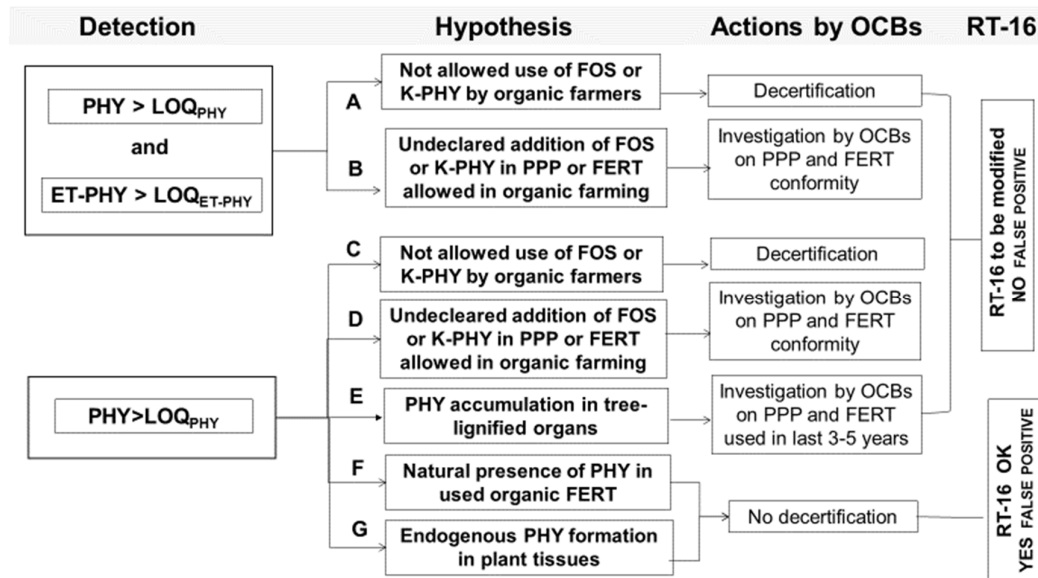 Detection Hypothesis Actions by OCBs RT-16
PHY > LOQPHY
and
ET-PHY > LOQET-PHY
A
Not allowed use of FOS or
K-PHY by organic farmers
Decertification
B
Undeclared addition of FOS
or K-PHY in PPP or FERT
allowed in organic farming
Investigation by OCBs
on PPP and FERT
conformity
RT-16 to be modified
NO FALSE POSITIVE
PHY>LOQPHY
C
Not allowed use of FOS or
K-PHY by organic farmers
Decertification
D
Undecleared addition of FOS
or K-PHY in PPP or FERT
allowed in organic farming
Investigation by OCBs
on PPP and FERT
conformity
E
PHY accumulation in tree-
lignified organs
Investigation by OCBs
on PPP and FERT
used in last 3-5 years
F
Natural presence of PHY in
used organic FERT
G
Endogenous PHY formation
in plant tissues
No decertification
RT-16 OK
YES FALSE POSITIVE